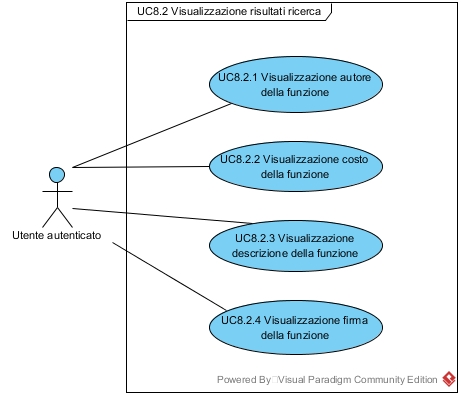 UC8.2 Visualizzazione risultati ricerca
UC8.2.1 Visualizzazione autore
della funzione
UC8.2.2 Visualizzazione costo
della funzione
Utente autenticato
UC8.2.3 Visualizzazione
descrizione della funzione
UC8.2.4 Visualizzazione firma
della funzione
Powered By Visual Paradigm Community Edition